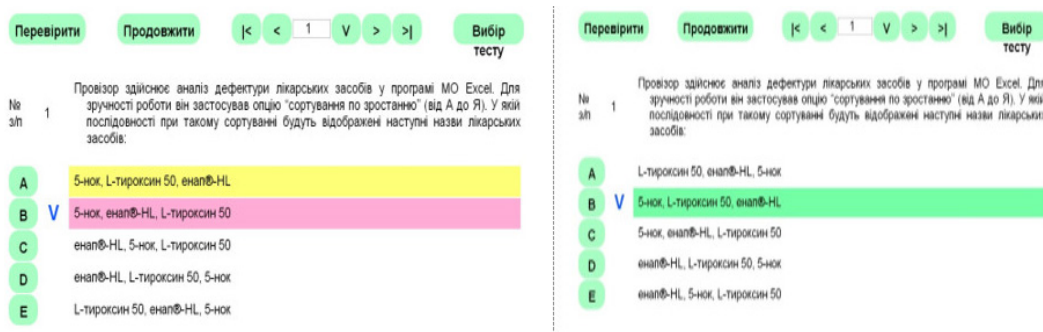 Перевірити Продовжити |< < 1 V > >| Вибір тесту
№ з/п
1
Провізор здійснює аналіз дефектури лікарських засобів у програмі МО Excel. Для
зручності роботи він застосував опцію "сортування по зростанню" (від А до Я). У якій
послідовності при такому сортуванні будуть відображені наступні назви лікарських
засобів:
A 5-нок, L-тироксин 50, енап®-HL
B V 5-нок, енап®-HL, L-тироксин 50
C енап®-HL, 5-нок, L-тироксин 50
D енап®-HL, L-тироксин 50, 5-нок
E L-тироксин 50, енап®-HL, 5-нок
Перевірити Продовжити |< < 1 V > >| Вибір тесту
№ з/п
1
Провізор здійснює аналіз дефектури лікарських засобів у програмі МО Excel. Для
зручності роботи він застосував опцію "сортування по зростанню" (від А до Я). У якій
послідовності при такому сортуванні будуть відображені наступні назви лікарських
засобів:
A L-тироксин 50, енап®-HL, 5-нок
B V 5-нок, L-тироксин 50, енап®-HL
C 5-нок, енап®-HL, L-тироксин 50
D енап®-HL, L-тироксин 50, 5-нок
E енап®-HL, 5-нок, L-тироксин 50